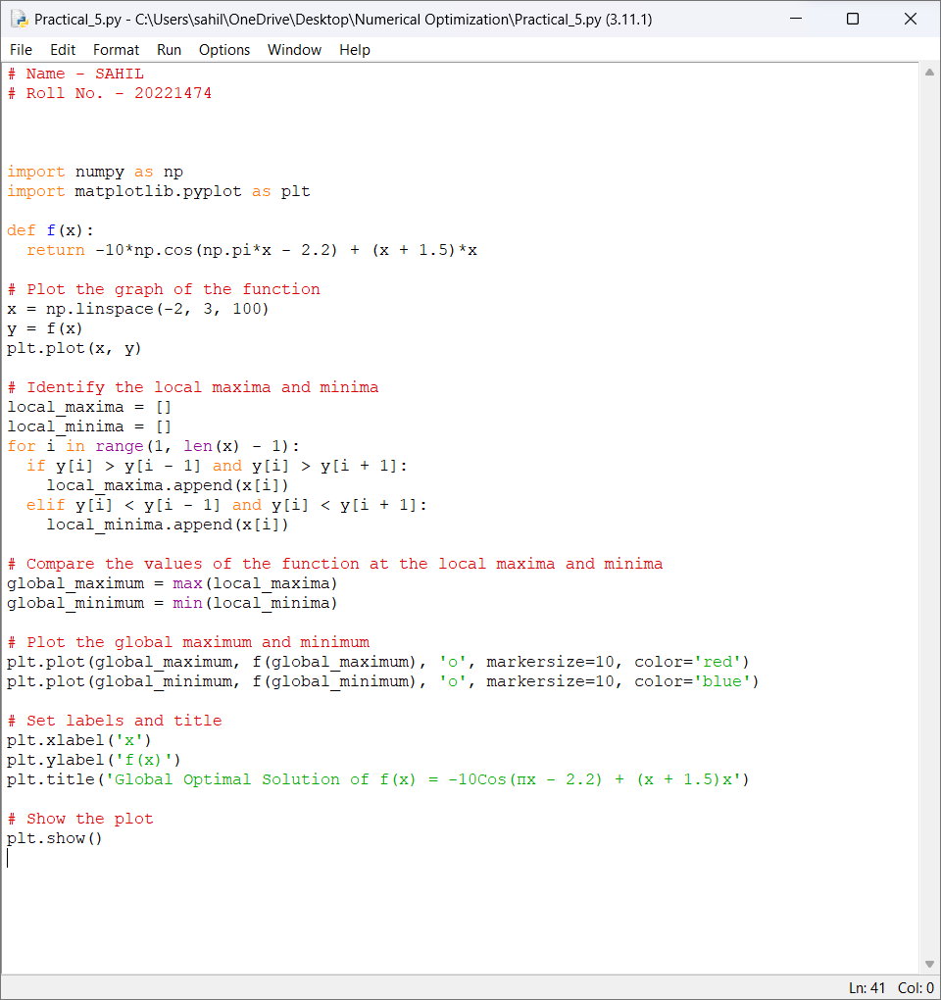 Practical_5.py - C:\Users\sahil\OneDrive\Desktop\Numerical Optimization\Practical_5.py (3.11.1)
File Edit Format Run Options Window Help
# Name - SAHIL
# Roll No. - 20221474
import numpy as np
import matplotlib.pyplot as plt
def f(x):
  return -10*np.cos(np.pi*x - 2.2) + (x + 1.5)*x
# Plot the graph of the function
x = np.linspace(-2, 3, 100)
y = f(x)
plt.plot(x, y)
# Identify the local maxima and minima
local_maxima = []
local_minima = []
for i in range(1, len(x) - 1):
  if y[i] > y[i - 1] and y[i] > y[i + 1]:
    local_maxima.append(x[i])
  elif y[i] < y[i - 1] and y[i] < y[i + 1]:
    local_minima.append(x[i])
# Compare the values of the function at the local maxima and minima
global_maximum = max(local_maxima)
global_minimum = min(local_minima)
# Plot the global maximum and minimum
plt.plot(global_maximum, f(global_maximum), 'o', markersize=10, color='red')
plt.plot(global_minimum, f(global_minimum), 'o', markersize=10, color='blue')
# Set labels and title
plt.xlabel('x')
plt.ylabel('f(x)')
plt.title('Global Optimal Solution of f(x) = -10Cos(πx - 2.2) + (x + 1.5)x')
# Show the plot
plt.show()
Ln: 41 Col: 0